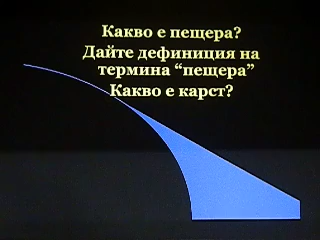 Какво е пещера?
Дайте дефиниция на
термина “пещера”
Какво е карст?